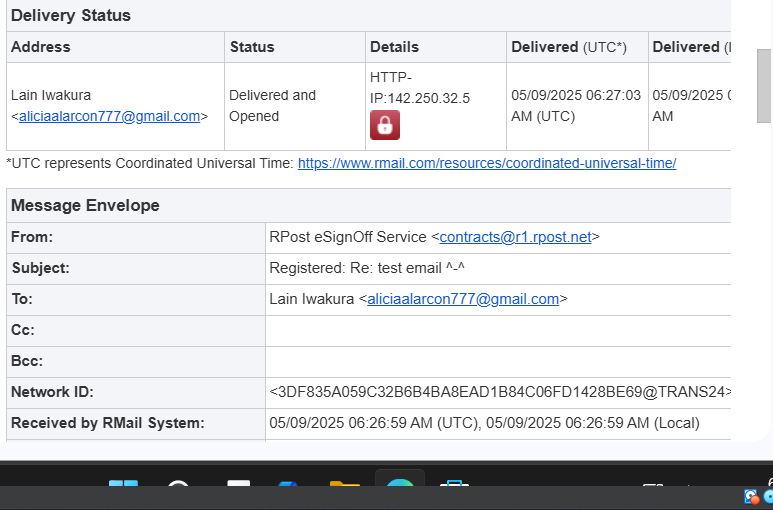 Delivery Status
Address Status Details Delivered (UTC*) Delivered (
HTTP-
IP:142.250.32.5
Lain Iwakura
<aliciaalarcon777@gmail.com>
Delivered and
Opened
05/09/2025 06:27:03
AM (UTC)
05/09/2025
AM
*UTC represents Coordinated Universal Time: https://www.rmail.com/resources/coordinated-universal-time/
Message Envelope
From: RPost eSignOff Service <contracts@r1.rpost.net>
Subject: Registered: Re: test email ^-^
To: Lain Iwakura <aliciaalarcon777@gmail.com>
Cc:
Bcc:
Network ID: <3DF835A059C32B6B4BA8EAD1B84C06FD1428BE69@TRANS24>
Received by RMail System: 05/09/2025 06:26:59 AM (UTC), 05/09/2025 06:26:59 AM (Local)